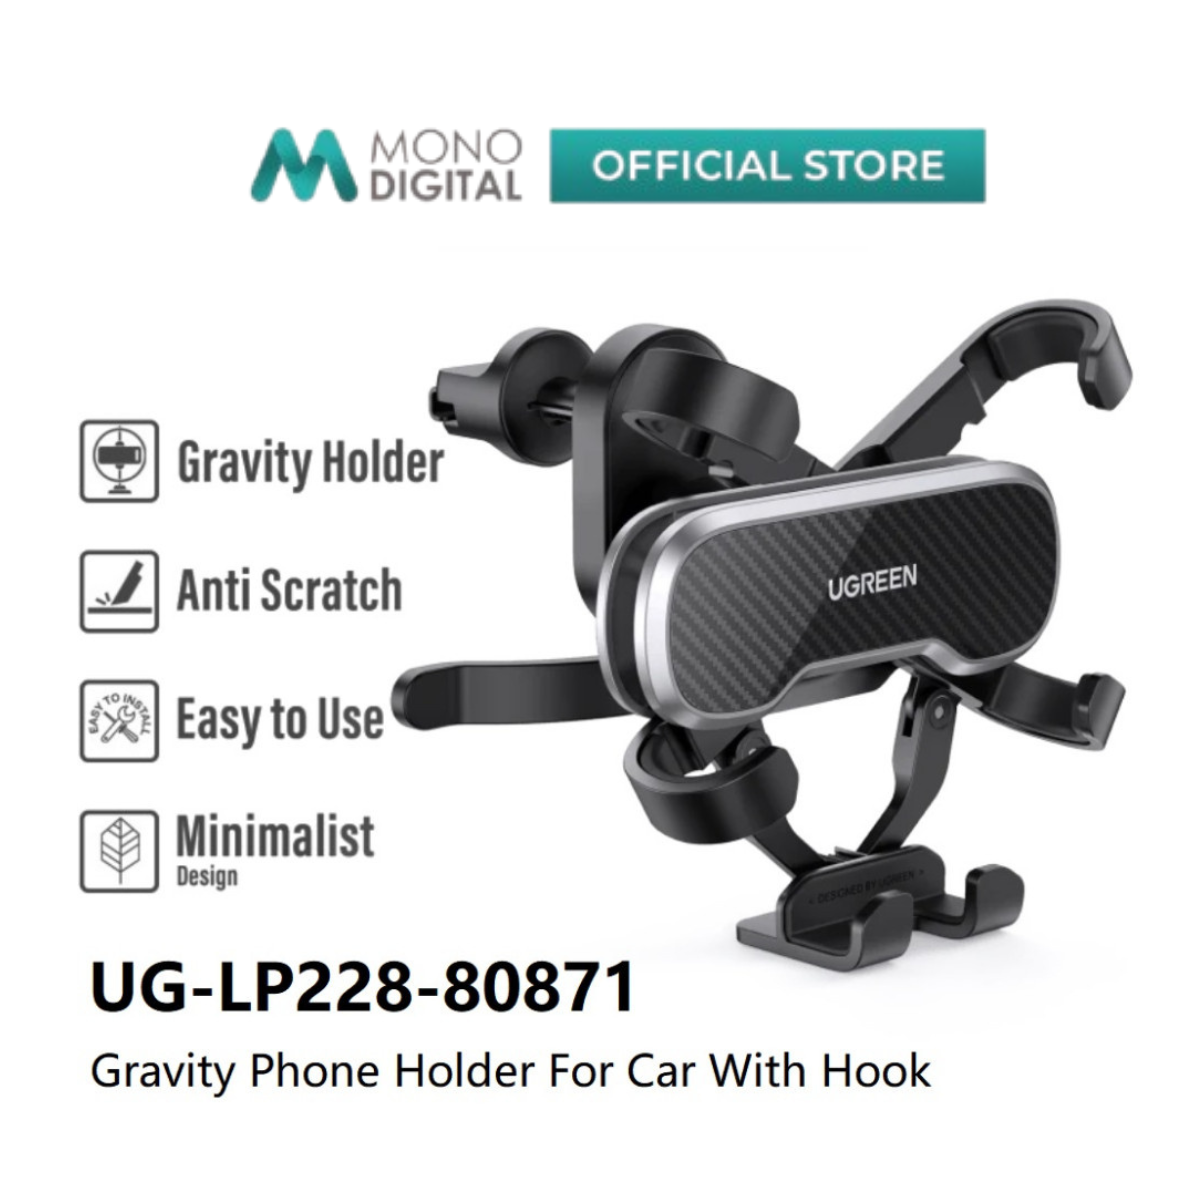 MONO
DIGITAL
OFFICIAL STORE
Gravity Holder
Anti Scratch
EASY TO INSTALL
Easy to Use
Minimalist
Design
UGREEN
• DESIGNED BY UGREEN •
UG-LP228-80871
Gravity Phone Holder For Car With Hook